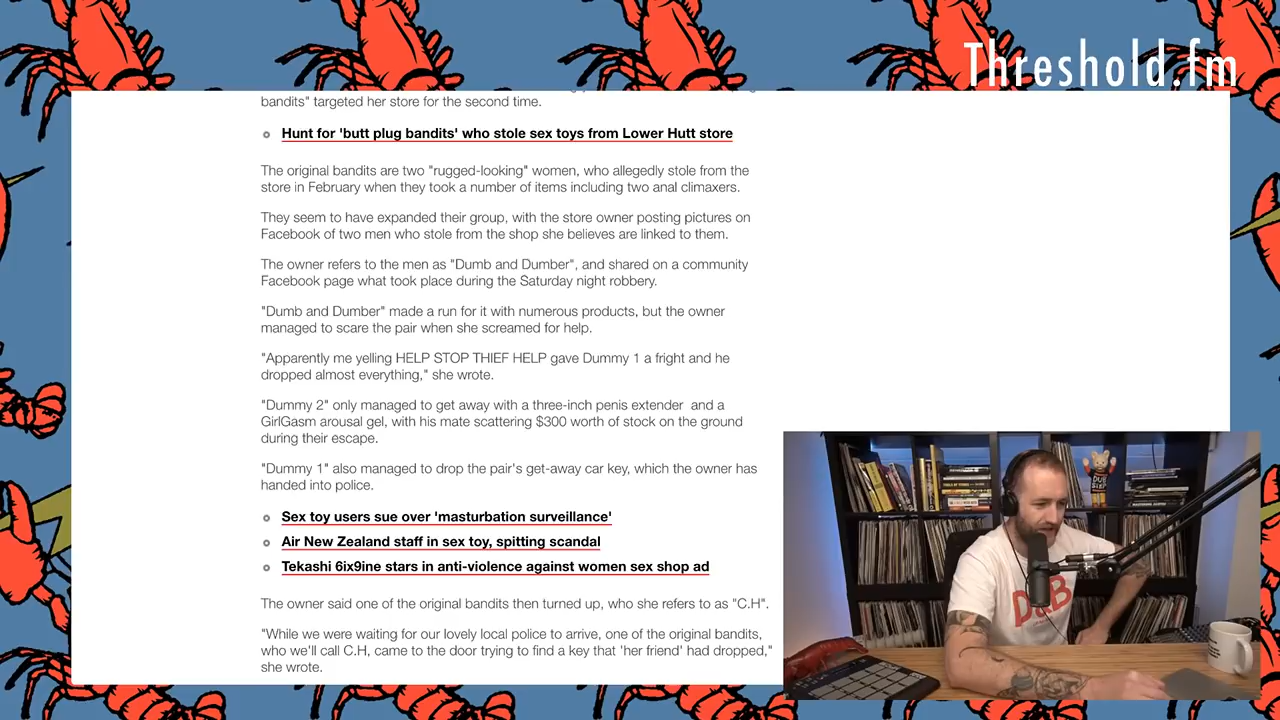 Threshold.fm
bandits" targeted her store for the second time.
Hunt for 'butt plug bandits' who stole sex toys from Lower Hutt store
The original bandits are two "rugged-looking" women, who allegedly stole from the
store in February when they took a number of items including two anal climaxers.
They seem to have expanded their group, with the store owner posting pictures on
Facebook of two men who stole from the shop she believes are linked to them.
The owner refers to the men as "Dumb and Dumber", and shared on a community
Facebook page what took place during the Saturday night robbery.
"Dumb and Dumber" made a run for it with numerous products, but the owner
managed to scare the pair when she screamed for help.
"Apparently me yelling HELP STOP THIEF HELP gave Dummy 1 a fright and he
dropped almost everything," she wrote.
"Dummy 2" only managed to get away with a three-inch penis extender and a
GirlGasm arousal gel, with his mate scattering $300 worth of stock on the ground
during their escape.
"Dummy 1" also managed to drop the pair's get-away car key, which the owner has
handed into police.
Sex toy users sue over 'masturbation surveillance'
Air New Zealand staff in sex toy, spitting scandal
Tekashi 6ix9ine stars in anti-violence against women sex shop ad
The owner said one of the original bandits then turned up, who she refers to as "C.H".
"While we were waiting for our lovely local police to arrive, one of the original bandits,
who we'll call C.H, came to the door trying to find a key that 'her friend' had dropped,"
she wrote.
DUB
D&B